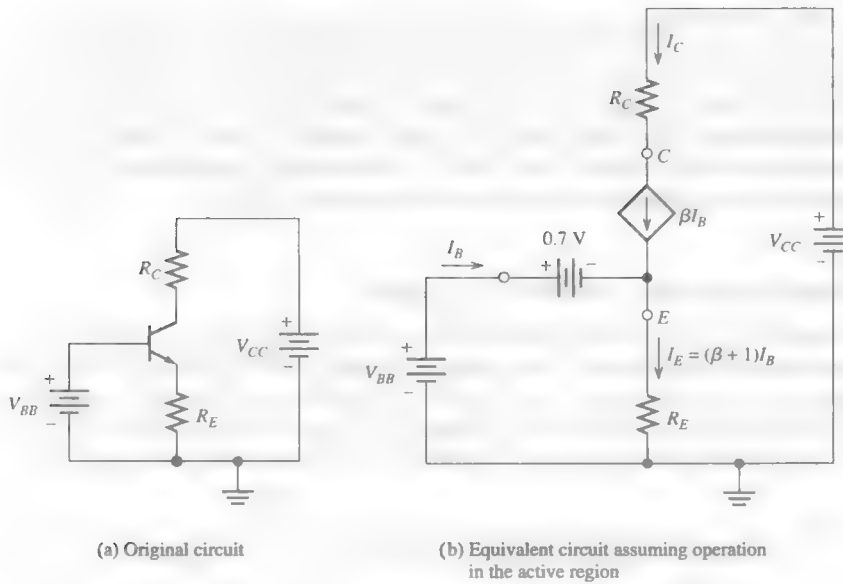 R_C
V_BB
+
−
R_E
V_CC
+
−
(a) Original circuit
I_C
R_C
C
βI_B
I_B
0.7 V
+
−
E
V_BB
+
−
I_E = (β + 1)I_B
R_E
V_CC
+
−
(b) Equivalent circuit assuming operation
in the active region